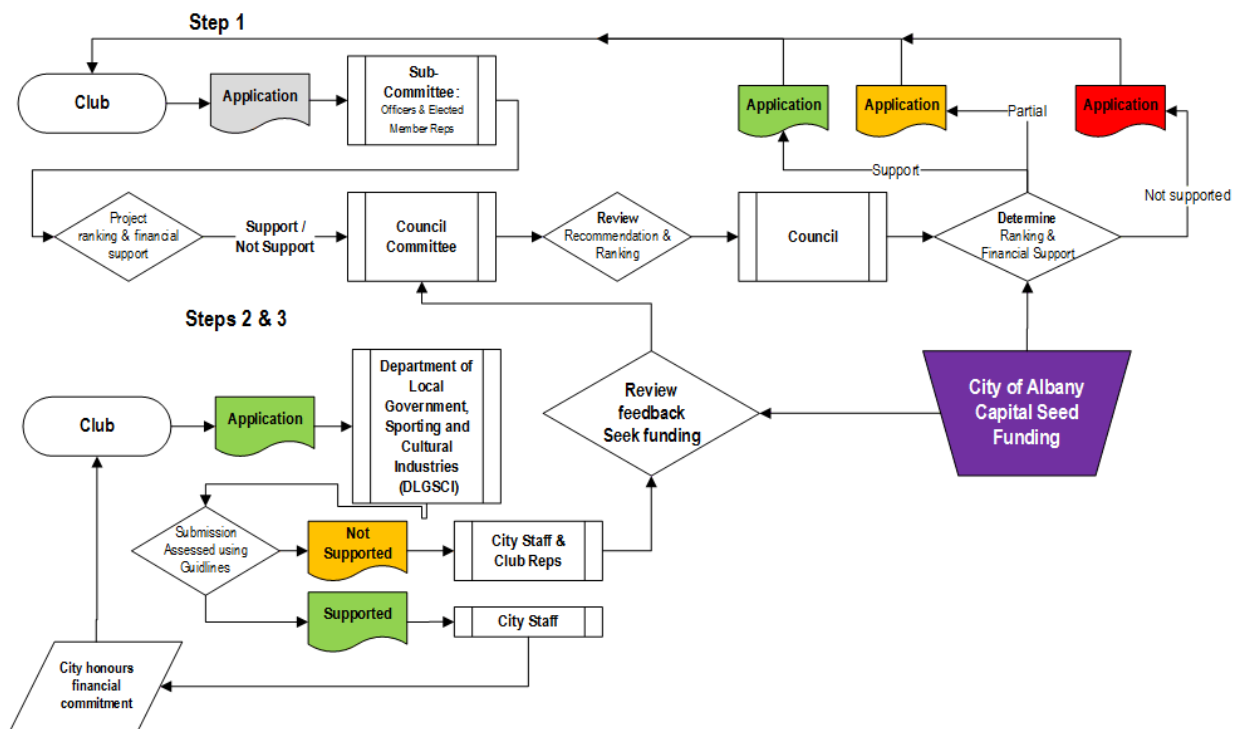 Step 1
Club
Application
Sub-
Committee:
Officers & Elected
Member Reps
Application
Application
Application
Partial
Support
Not supported
Project
ranking & financial
support
Support /
Not Support
Council
Committee
Review
Recommendation &
Ranking
Council
Determine
Ranking &
Financial Support
Steps 2 & 3
Club
Application
Department of
Local
Government,
Sporting and
Cultural
Industries
(DLGSCI)
Review
feedback
Seek funding
City of Albany
Capital Seed
Funding
Submission
Assessed using
Guidlines
Not
Supported
City Staff &
Club Reps
Supported
City Staff
City honours
financial
commitment